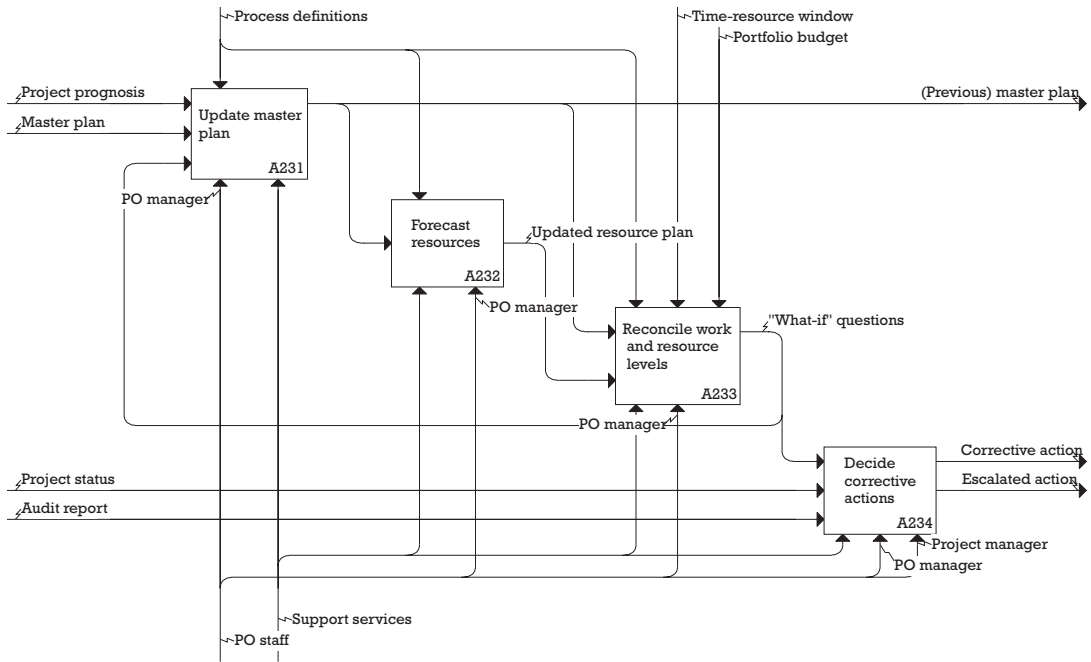 Process definitions
Time-resource window
Portfolio budget
Project prognosis
(Previous) master plan
Update master
plan
Master plan
A231
PO manager
Forecast
resources
Updated resource plan
A232
PO manager
"What-if" questions
Reconcile work
and resource
levels
A233
PO manager
Corrective action
Decide
corrective
actions
Project status
Escalated action
Audit report
A234
Project manager
PO manager
Support services
PO staff